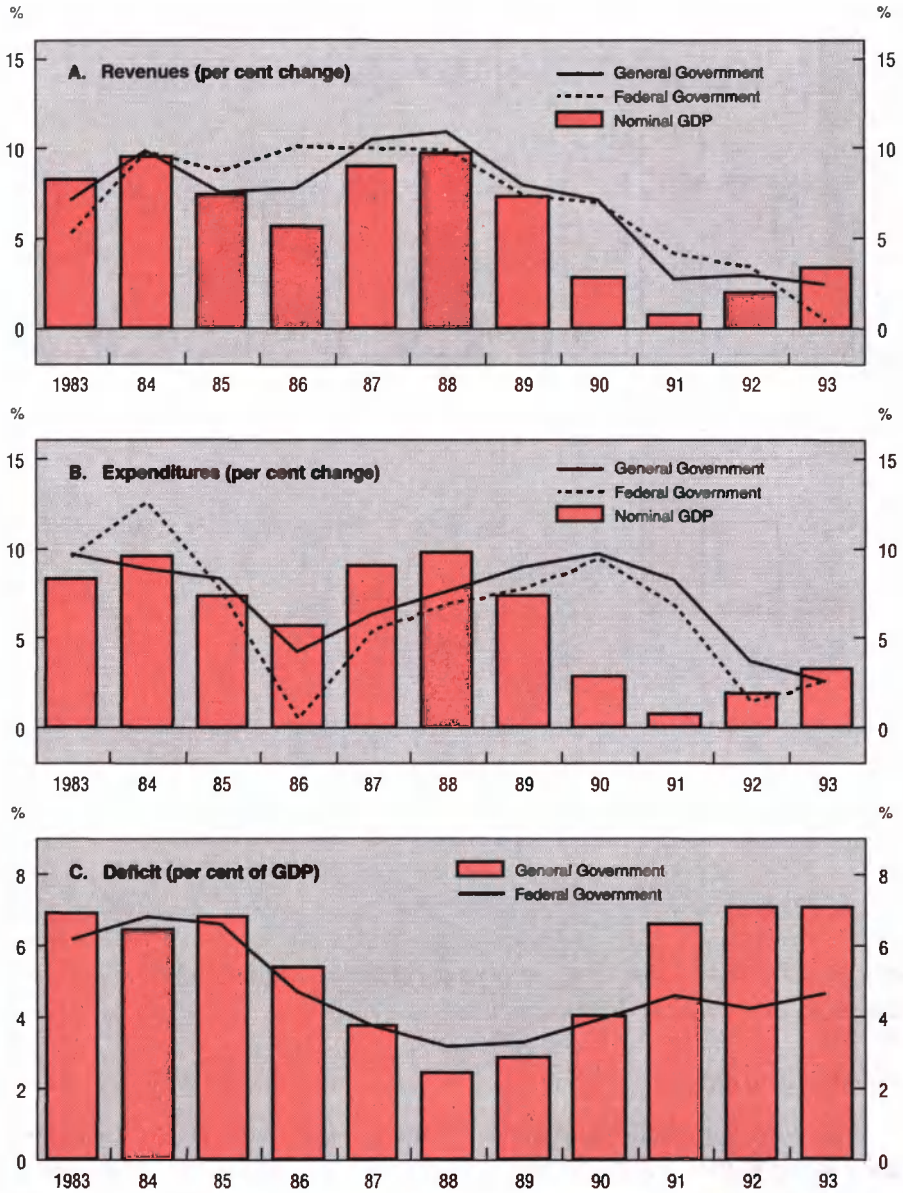 % %
15 15
A. Revenues (per cent change)
General Government
Federal Government
Nominal GDP
10 10
5 5
0 0
1983 84 85 86 87 88 89 90 91 92 93
% %
15 15
B. Expenditures (per cent change)
General Government
Federal Government
Nominal GDP
10 10
5 5
0 0
1983 84 85 86 87 88 89 90 91 92 93
% %
C. Deficit (per cent of GDP)
General Government
Federal Government
8 8
6 6
4 4
2 2
0 0
1983 84 85 86 87 88 89 90 91 92 93